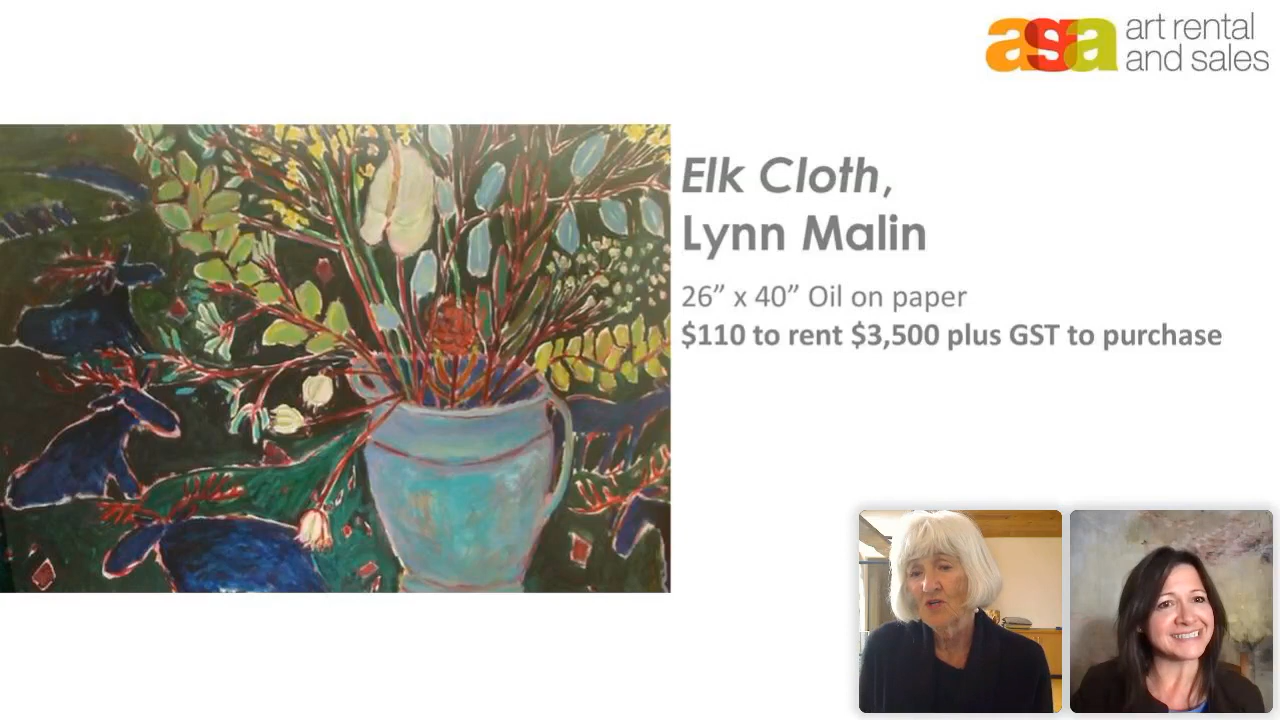 asa art rental
and sales
Elk Cloth,
Lynn Malin
26” x 40” Oil on paper
$110 to rent $3,500 plus GST to purchase